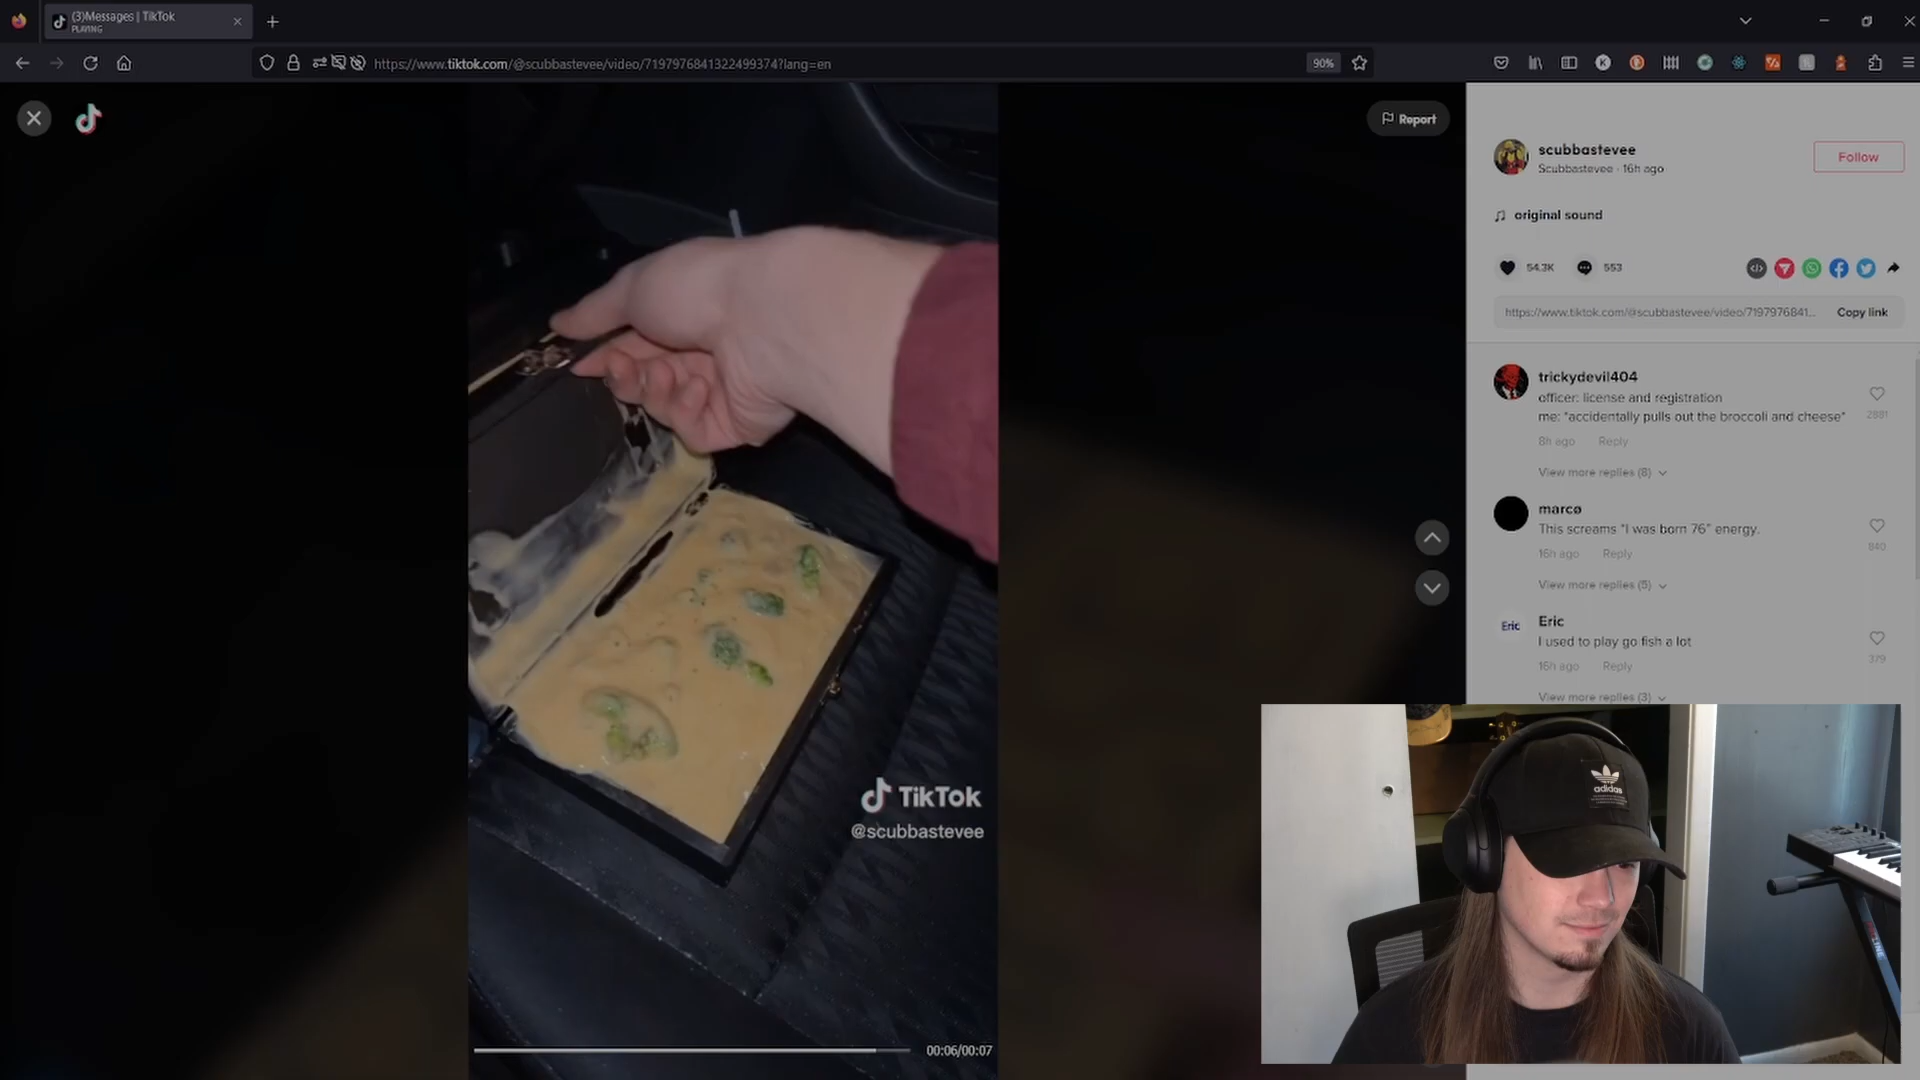 (3)Messages | TikTok
PLAYING
https://www.tiktok.com/@scubbastevee/video/7197976841322499374?lang=en
90%
Report
TikTok
@scubbastevee
00:06/00:07
scubbastevee
Scubbastevee · 16h ago
Follow
original sound
54.3K
553
https://www.tiktok.com/@scubbastevee/video/7197976841...
Copy link
trickydevil404
officer: license and registration
me: *accidentally pulls out the broccoli and cheese*
2881
8h ago
Reply
View more replies (8)
marcø
This screams "I was born 76" energy.
840
16h ago
Reply
View more replies (5)
Eric
Eric
I used to play go fish a lot
379
16h ago
Reply
View more replies (3)
adidas